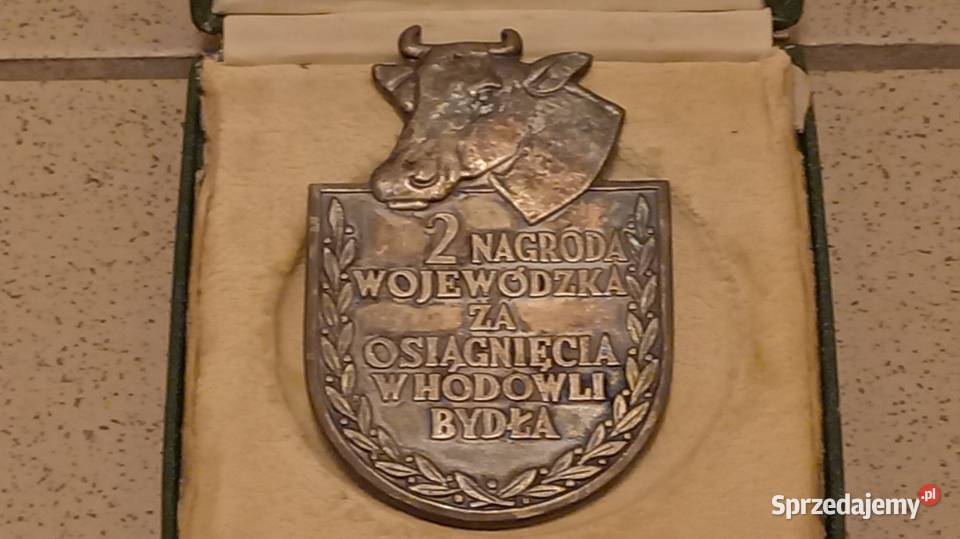 2 NAGRODA
WOJEWÓDZKA
ZA
OSIĄGNIĘCIA
W HODOWLI
BYDŁA
Sprzedajemy.pl